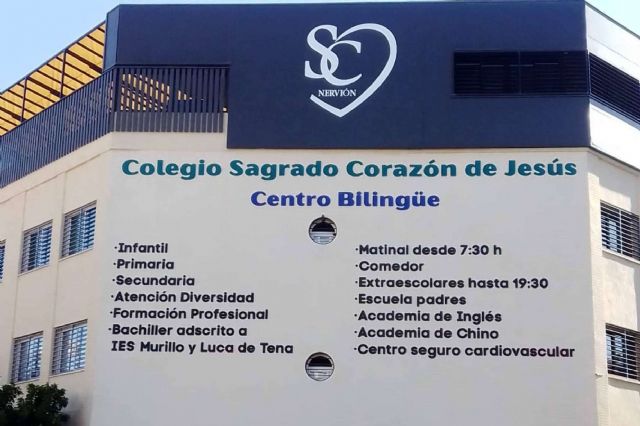 SC
NERVIÓN
Colegio Sagrado Corazón de Jesús
Centro Bilingüe
·Infantil
·Primaria
·Secundaria
·Atención Diversidad
·Formación Profesional
·Bachiller adscrito a
IES Murillo y Luca de Tena
·Matinal desde 7:30 h
·Comedor
·Extraescolares hasta 19:30
·Escuela padres
·Academia de Inglés
·Academia de Chino
·Centro seguro cardiovascular